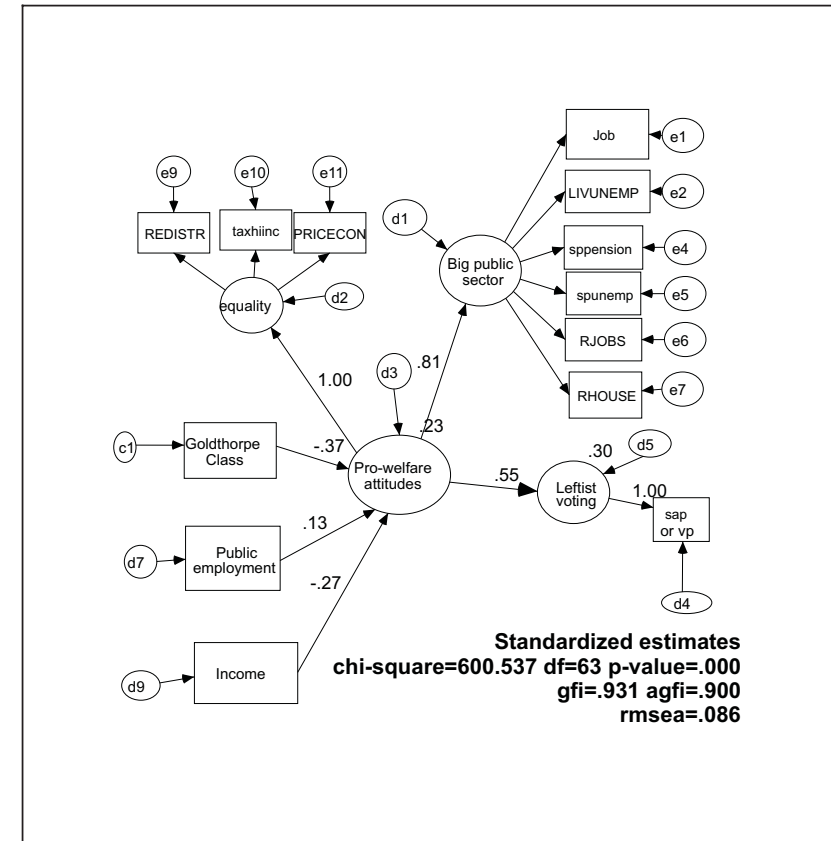 Job
e1
e9
e10
e11
LIVUNEMP
e2
d1
REDISTR
taxhiinc
PRICECON
sppension
e4
Big public
sector
spunemp
e5
equality
d2
RJOBS
e6
.81
d3
1.00
RHOUSE
e7
.23
c1
Goldthorpe
Class
-.37
.30
d5
Pro-welfare
attitudes
.55
Leftist
voting
1.00
sap
or vp
.13
d7
Public
employment
-.27
d4
Standardized estimates
d9
Income
chi-square=600.537 df=63 p-value=.000
gfi=.931 agfi=.900
rmsea=.086